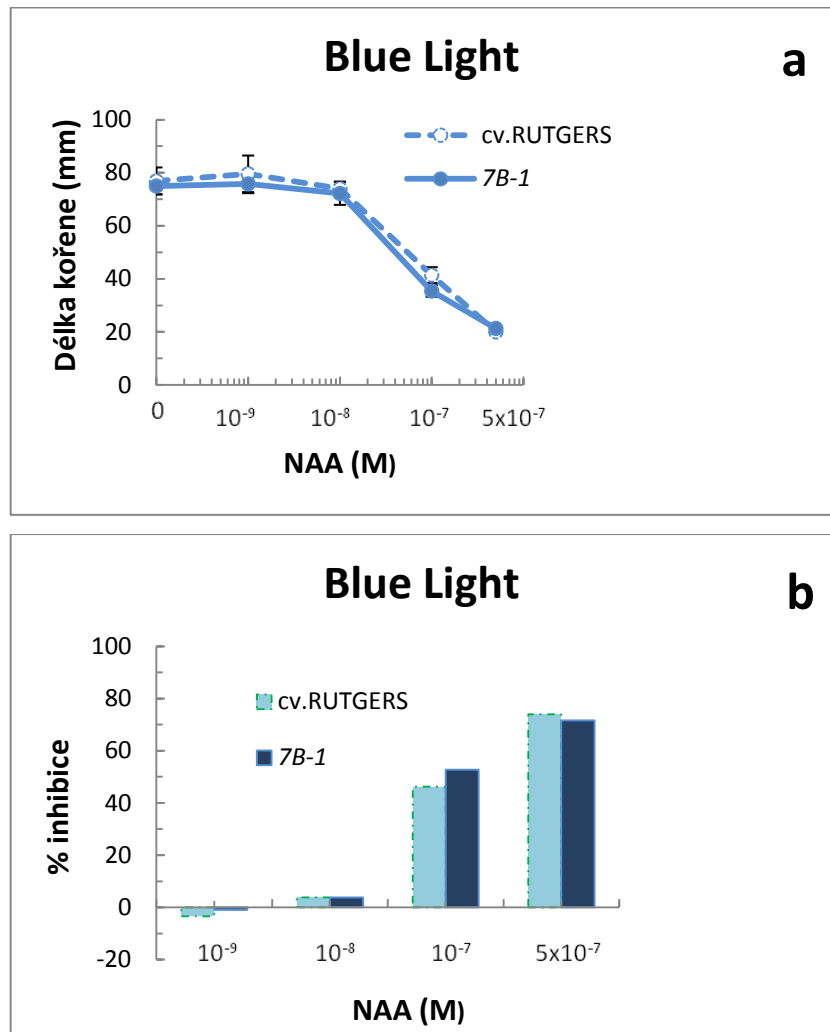 Blue Light
a
Délka kořene (mm)
100
80
60
40
20
0
cv.RUTGERS
7B-1
0 10⁻⁹ 10⁻⁸ 10⁻⁷ 5x10⁻⁷
NAA (M)
Blue Light
b
% inhibice
100
80
60
40
20
0
-20
cv.RUTGERS
7B-1
10⁻⁹ 10⁻⁸ 10⁻⁷ 5x10⁻⁷
NAA (M)